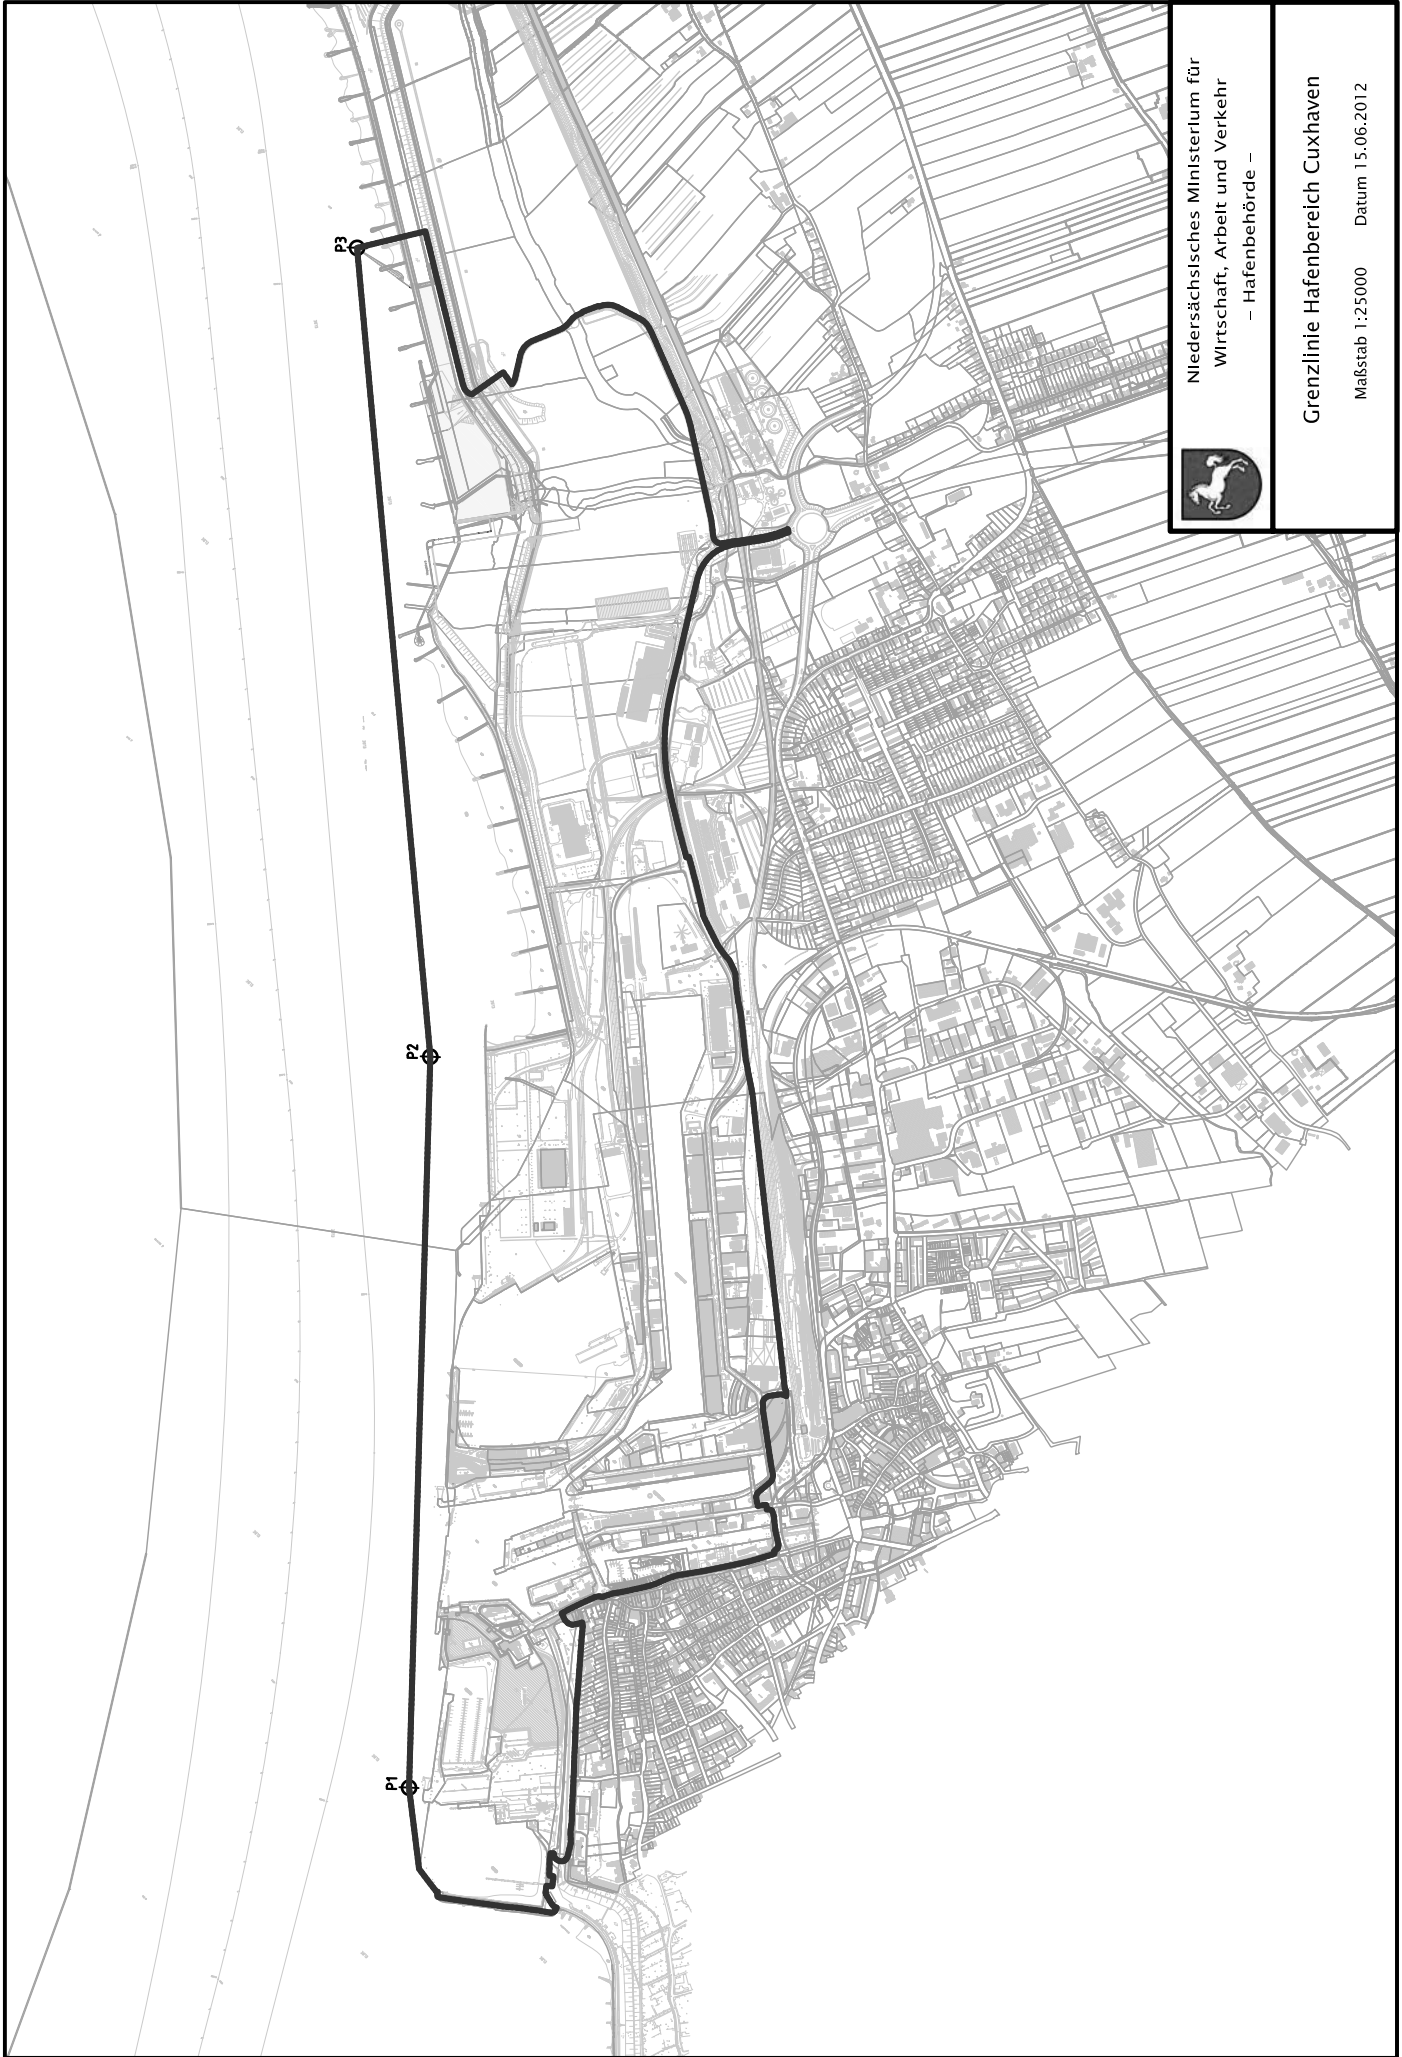 Niedersächsisches Ministerium für
Wirtschaft, Arbeit und Verkehr
– Hafenbehörde –
Grenzlinie Hafenbereich Cuxhaven
Maßstab 1:25000 Datum 15.06.2012
P1
P2
P3